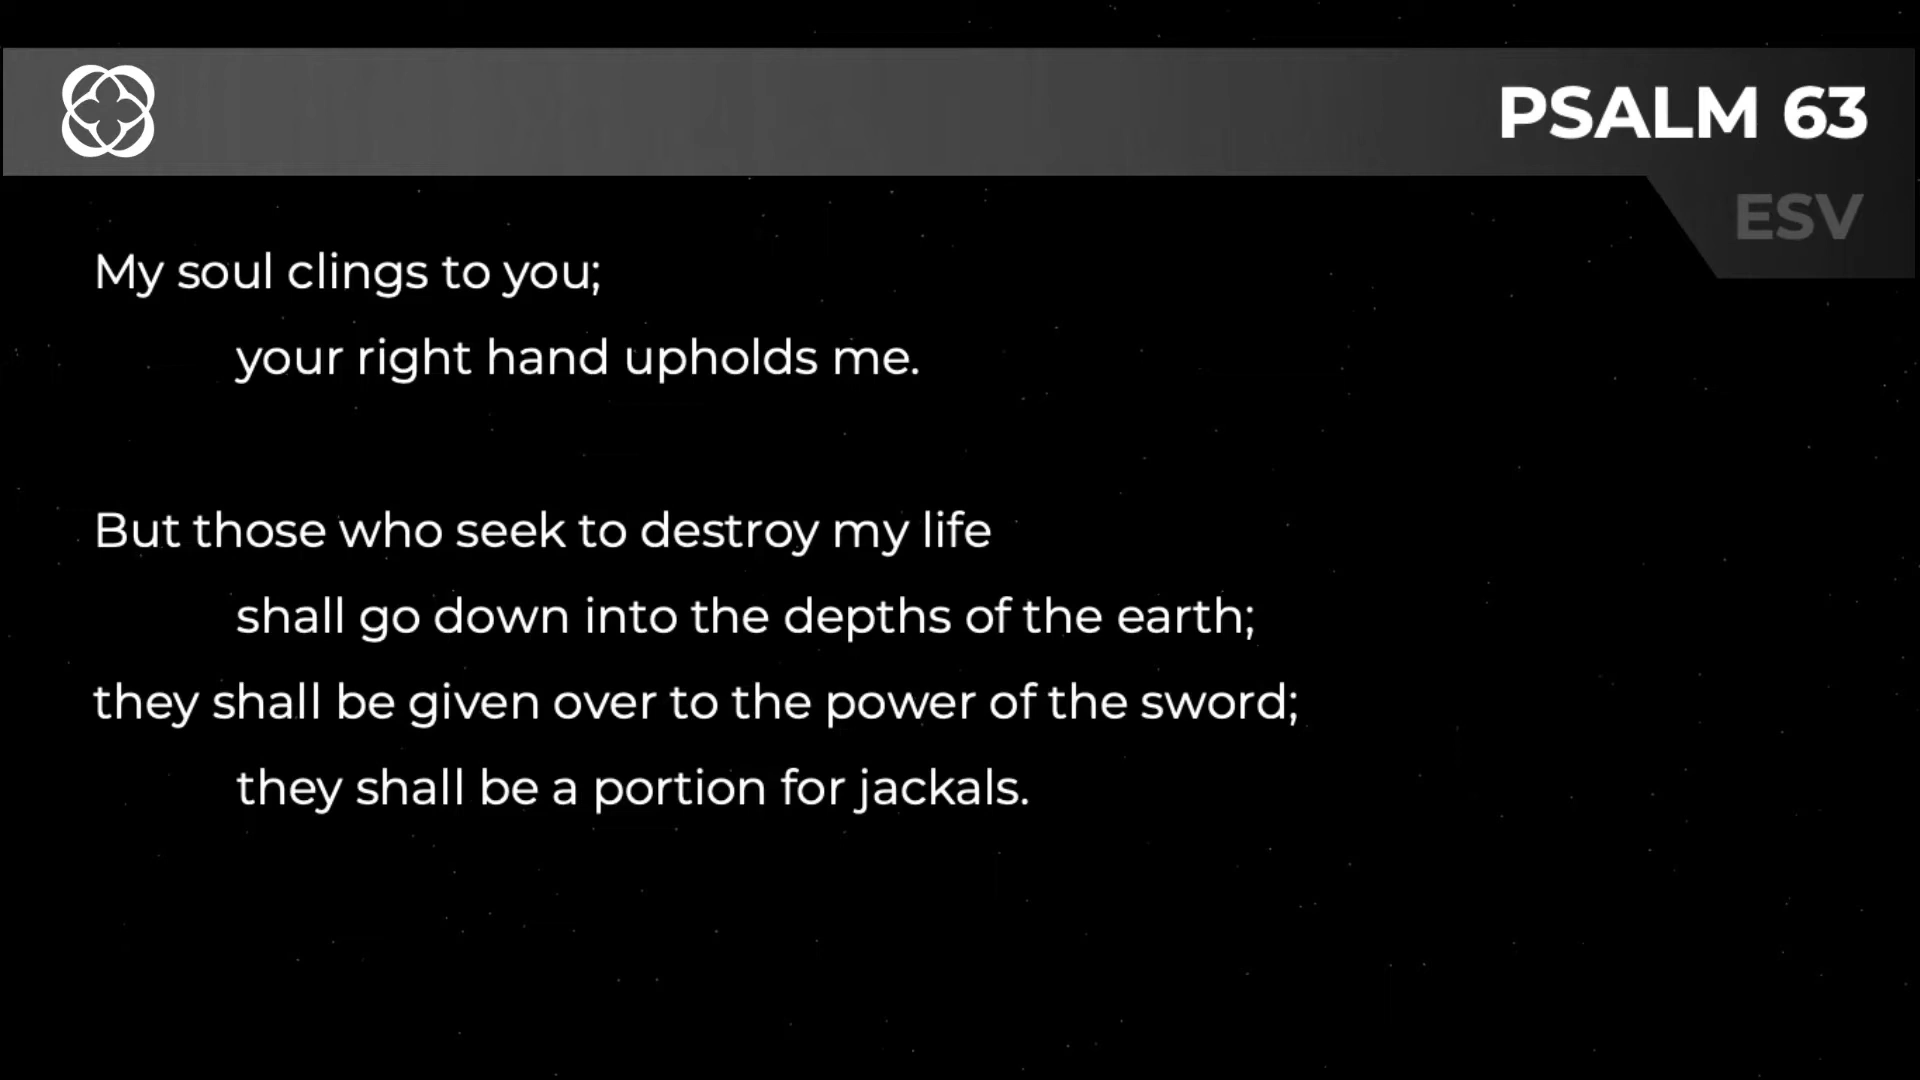 PSALM 63
ESV
My soul clings to you;
your right hand upholds me.
But those who seek to destroy my life
shall go down into the depths of the earth;
they shall be given over to the power of the sword;
they shall be a portion for jackals.